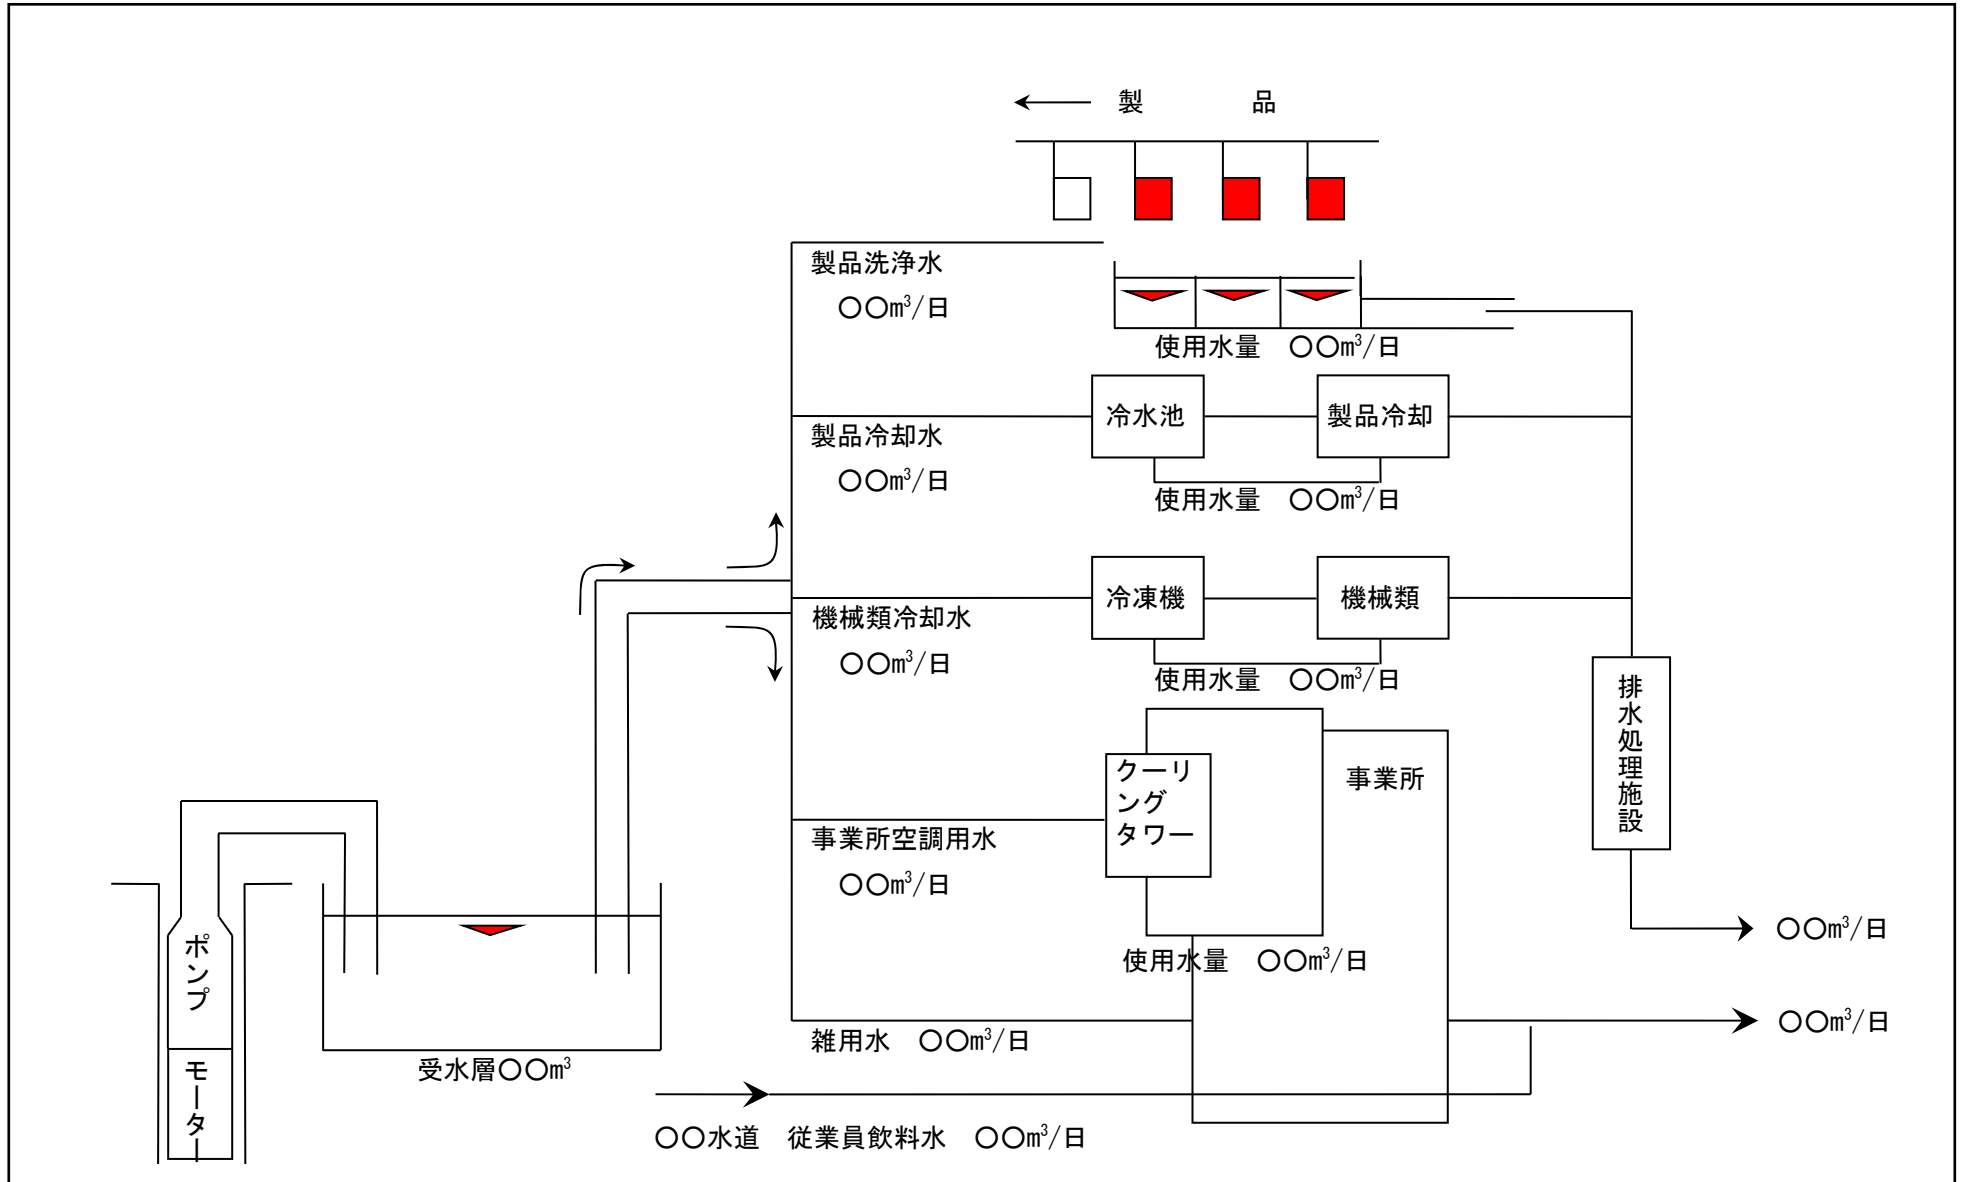 製　　　　品
製品洗浄水
〇〇m³/日
使用水量　〇〇m³/日
冷水池
製品冷却
製品冷却水
〇〇m³/日
使用水量　〇〇m³/日
冷凍機
機械類
機械類冷却水
〇〇m³/日
使用水量　〇〇m³/日
排水処理施設
クーリ
ング
タワー
事業所
事業所空調用水
〇〇m³/日
使用水量　〇〇m³/日
〇〇m³/日
雑用水　〇〇m³/日
〇〇m³/日
ポンプ
モーター
受水層〇〇m³
〇〇水道　従業員飲料水　〇〇m³/日